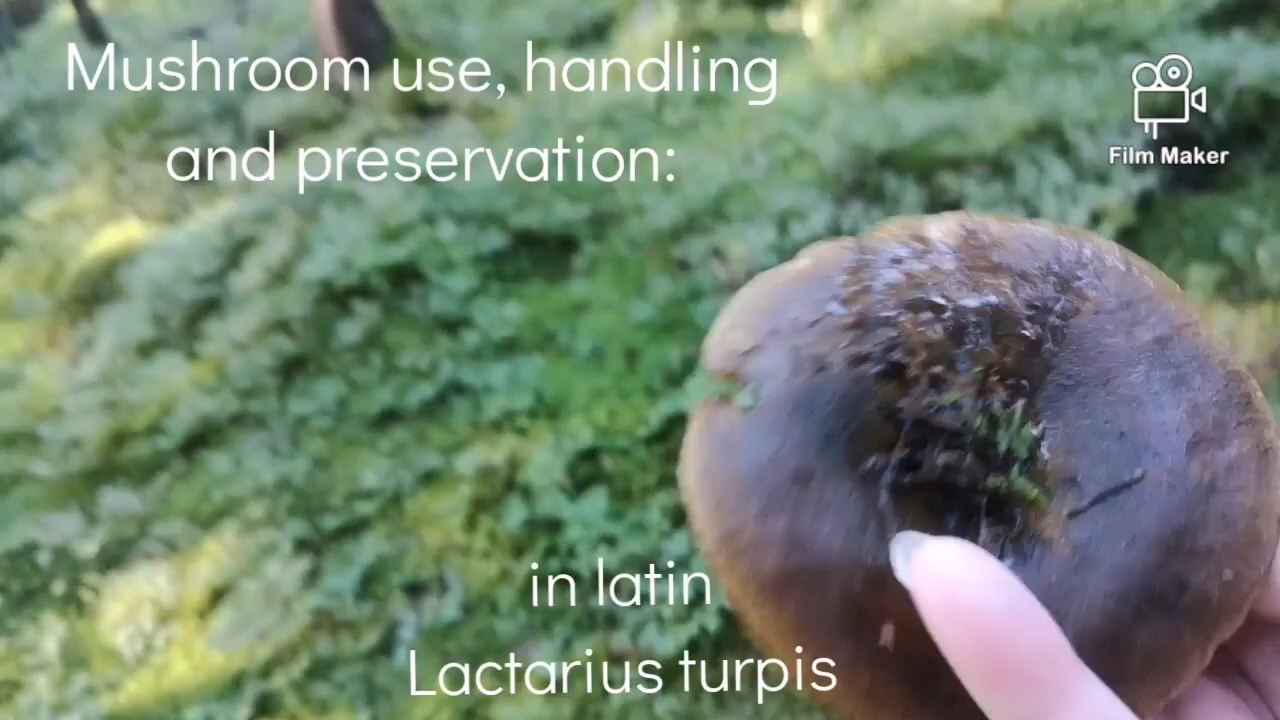 Mushroom use, handling
and preservation:
Film Maker
in latin
Lactarius turpis